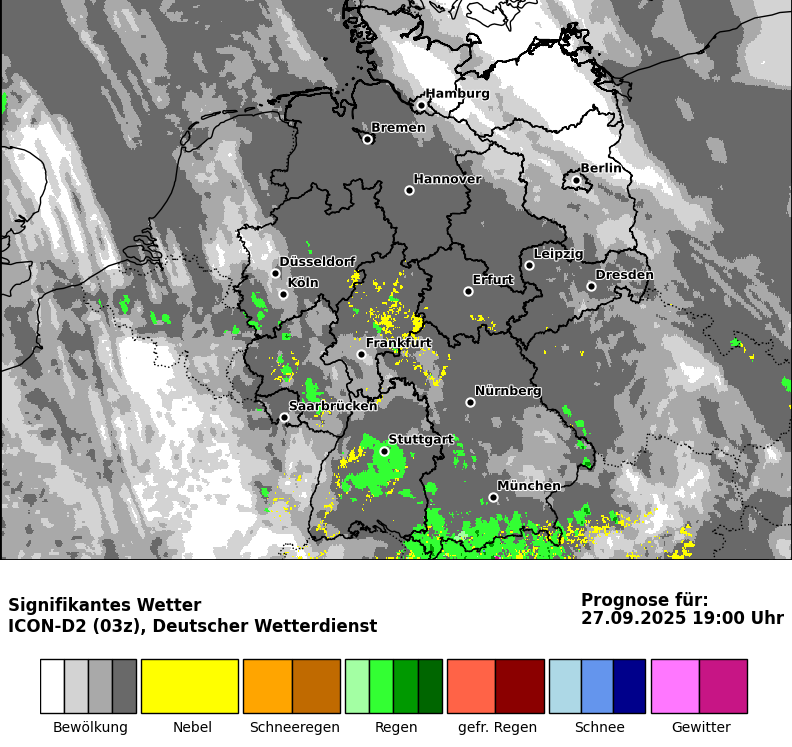 Hamburg
Bremen
Berlin
Hannover
Leipzig
Düsseldorf
Dresden
Köln
Erfurt
Frankfurt
Nürnberg
Saarbrücken
Stuttgart
München
Signifikantes Wetter
ICON-D2 (03z), Deutscher Wetterdienst
Prognose für:
27.09.2025 19:00 Uhr
Bewölkung
Nebel
Schneeregen
Regen
gefr. Regen
Schnee
Gewitter